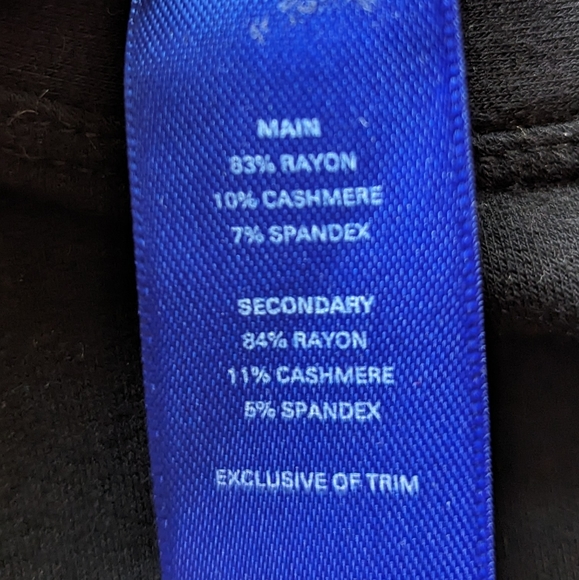 MAIN
83% RAYON
10% CASHMERE
7% SPANDEX
SECONDARY
84% RAYON
11% CASHMERE
5% SPANDEX
EXCLUSIVE OF TRIM